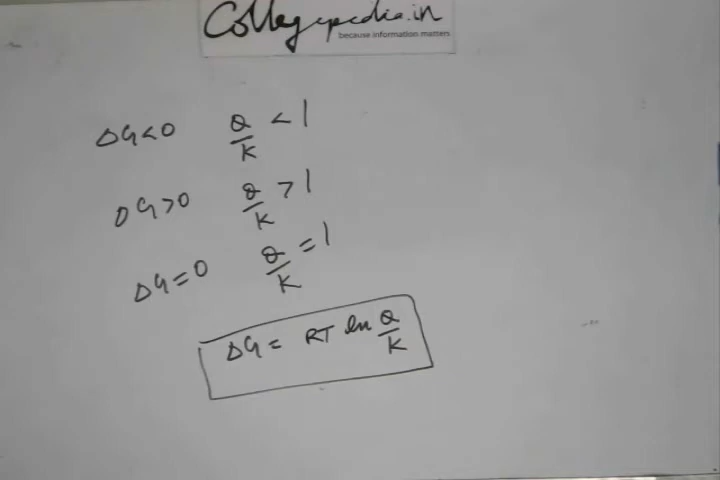 Collegepedia.in
because information matters
ΔG<0 Q/K < 1
ΔG>0 Q/K > 1
ΔG=0 Q/K = 1
ΔG = RT ln Q/K